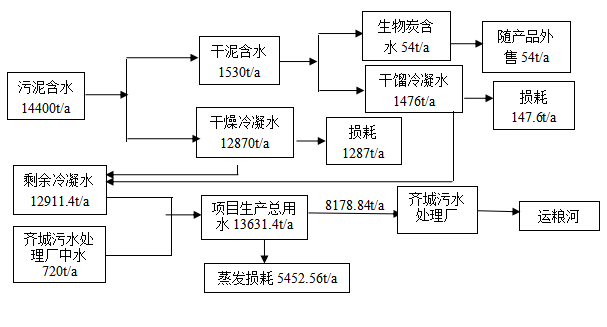 生物炭含
水 54t/a
随产品外
售 54t/a
干泥含水
1530t/a
污泥含水
14400t/a
干馏冷凝水
1476t/a
损耗
147.6t/a
干燥冷凝水
12870t/a
损耗
1287t/a
剩余冷凝水
12911.4t/a
项目生产总用
水 13631.4t/a
8178.84t/a
齐城污水
处理厂
运粮河
齐城污水处
理厂中水
720t/a
蒸发损耗 5452.56t/a